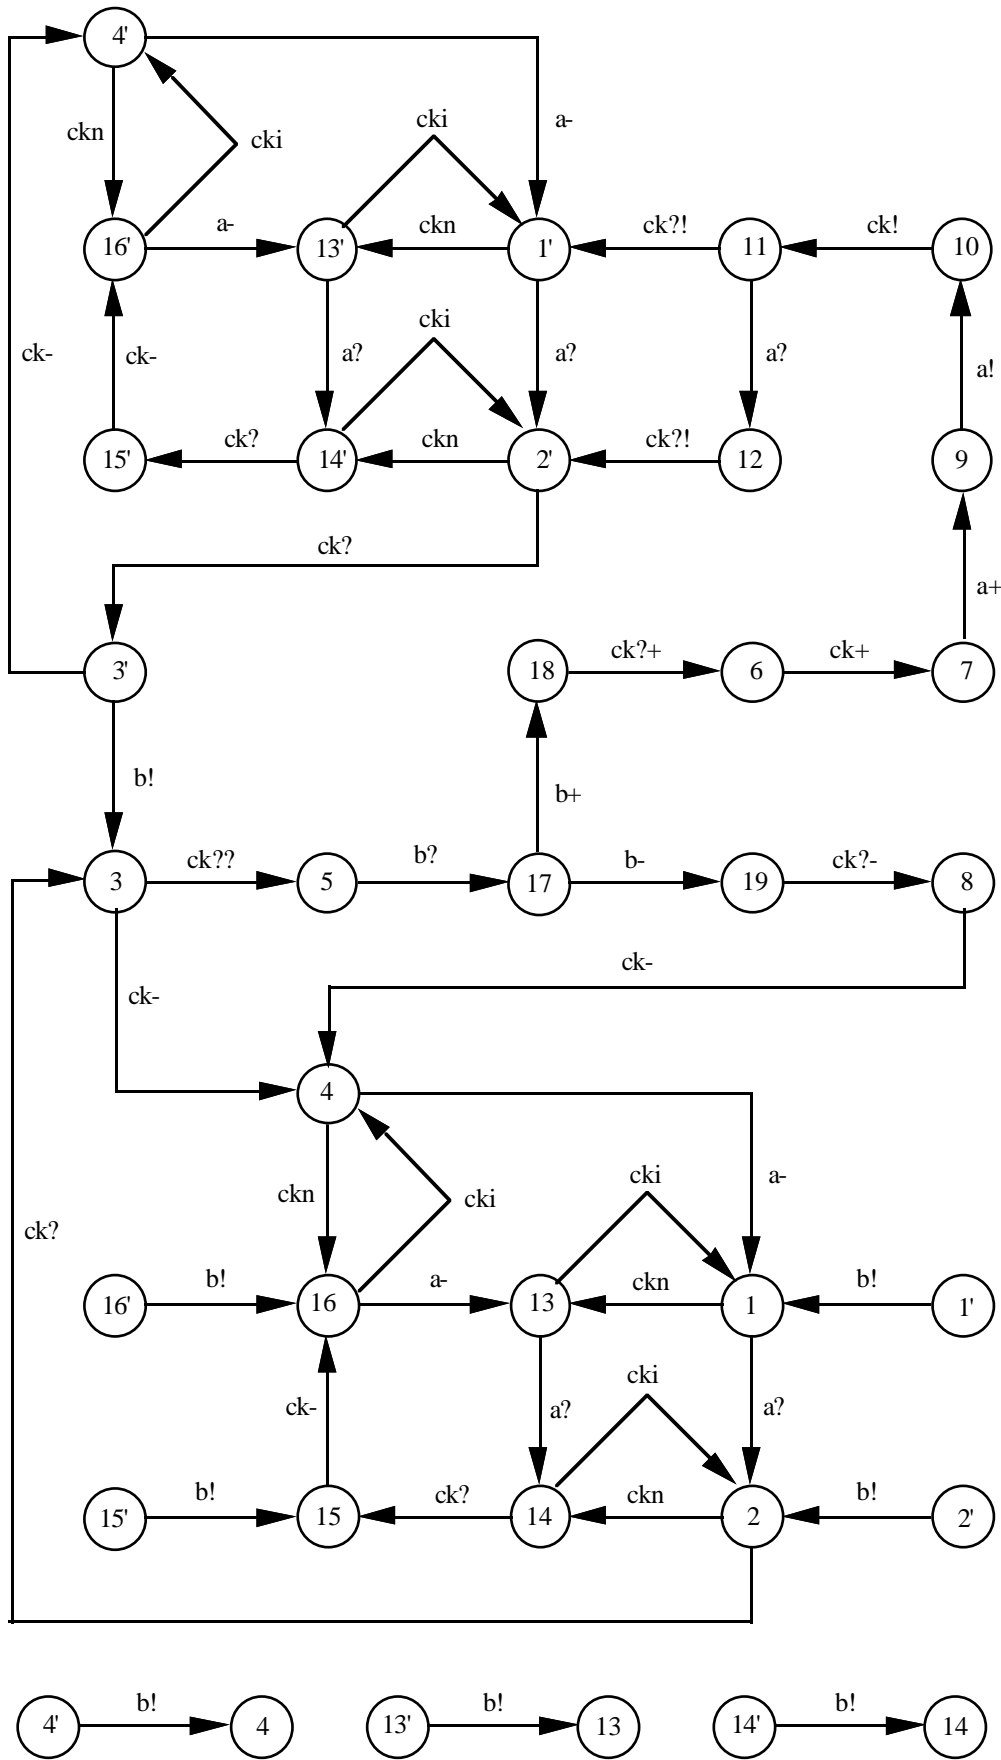 4'
cki
a-
ckn
cki
a-
ckn
ck?!
ck!
16'
13'
1'
11
10
cki
ck-
ck-
a?
a?
a?
a!
ck?
ckn
ck?!
15'
14'
2'
12
9
ck?
a+
ck?+
ck+
3'
18
6
7
b!
b+
ck??
b?
b-
ck?-
3
5
17
19
8
ck-
ck-
4
cki
a-
ckn
cki
ck?
b!
a-
ckn
b!
16'
16
13
1
1'
cki
ck-
a?
a?
b!
ck?
ckn
b!
15'
15
14
2
2'
b!
b!
b!
4'
4
13'
13
14'
14